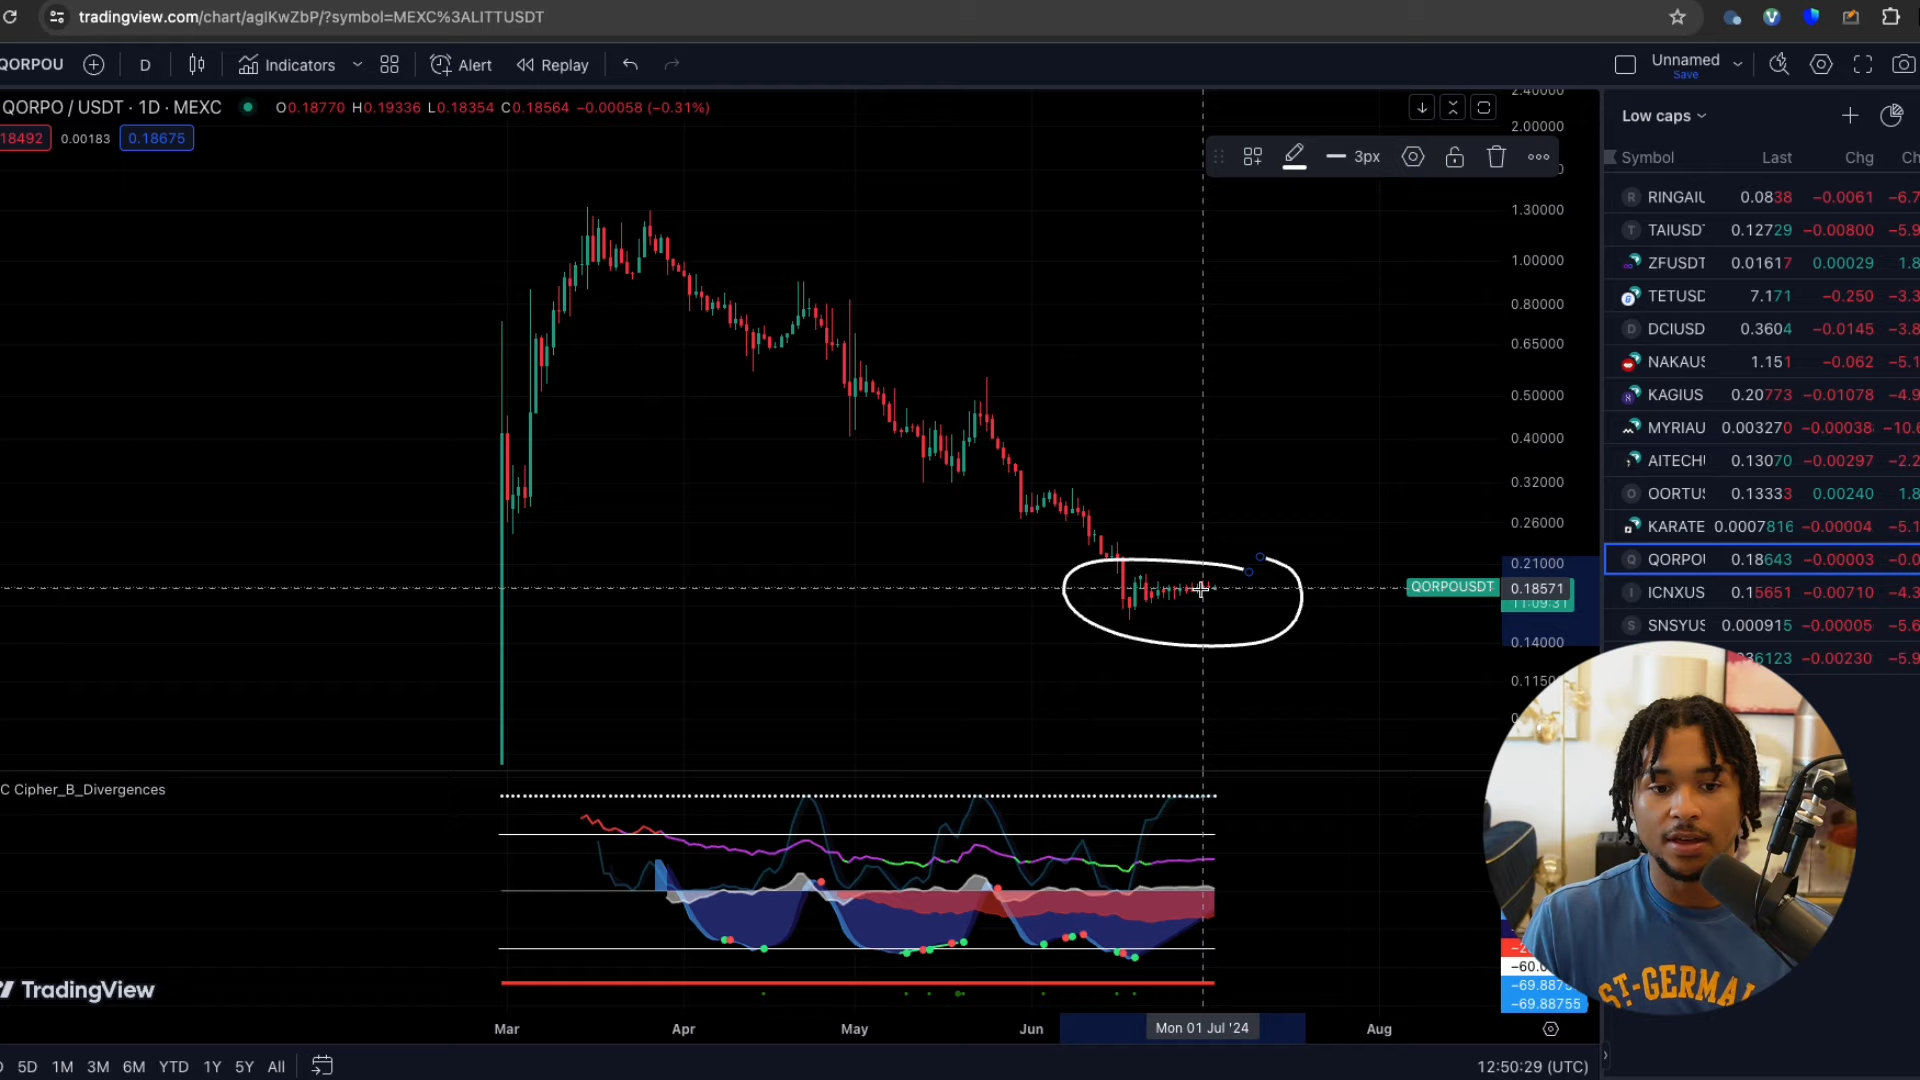 tradingview.com/chart/aglKwZbP/?symbol=MEXC%3ALITTUSDT
QORPOU D Indicators Alert Replay Unnamed
Save
QORPO / USDT · 1D · MEXC O0.18770 H0.19336 L0.18354 C0.18564 −0.00058 (−0.31%)
18492 0.00183 0.18675
3px
2.40000
2.00000
1.30000
1.00000
0.80000
0.65000
0.50000
0.40000
0.32000
0.26000
0.21000
QORPOUSDT 0.18571
11:09:31
0.14000
0.1150
Low caps
Symbol Last Chg Ch
RINGAIU 0.0838 −0.0061 −6.7
TAIUSD 0.12729 −0.00800 −5.9
ZFUSDT 0.01617 0.00029 1.8
TETUSD 7.171 −0.250 −3.3
DCIUSD 0.3604 −0.0145 −3.8
NAKAUS 1.151 −0.062 −5.1
KAGIUS 0.20773 −0.01078 −4.9
MYRIAU 0.003270 −0.00038 −10.6
AITECH 0.13070 −0.00297 −2.2
OORTUS 0.13333 0.00240 1.8
KARATE 0.0007816 −0.00004 −5.1
QORPOU 0.18643 −0.00003 −0.0
ICNXUS 0.15651 −0.00710 −4.3
SNSYUS 0.000915 −0.00005 −5.6
36123 −0.00230 −5.9
C Cipher_B_Divergences
−60.0
−69.887
−69.88755
TradingView
ST-GERMA
Mar Apr May Jun Mon 01 Jul '24 Aug
5D 1M 3M 6M YTD 1Y 5Y All 12:50:29 (UTC)